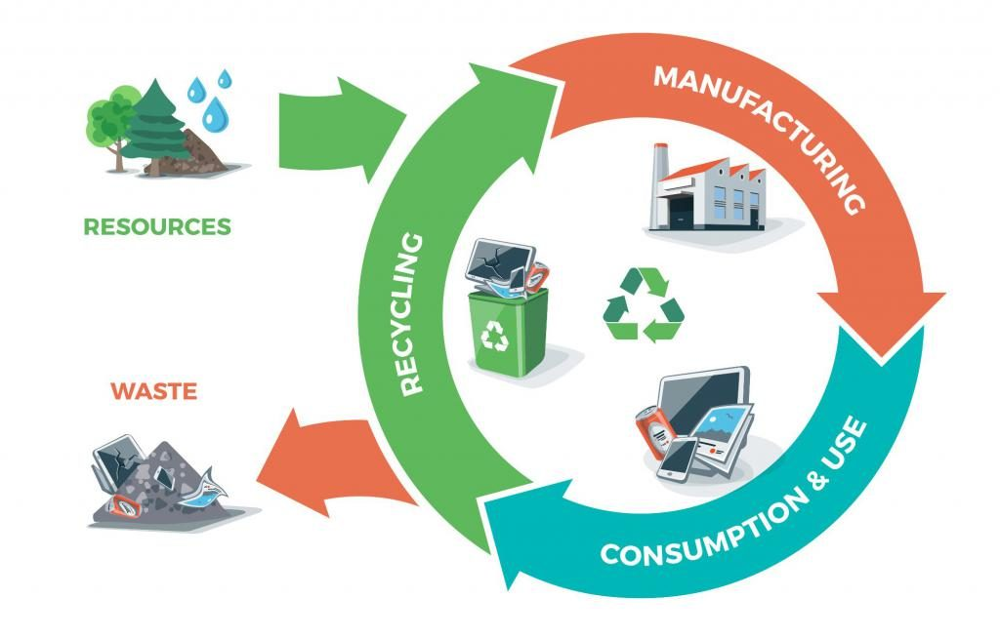 RESOURCES
WASTE
RECYCLING
MANUFACTURING
CONSUMPTION & USE